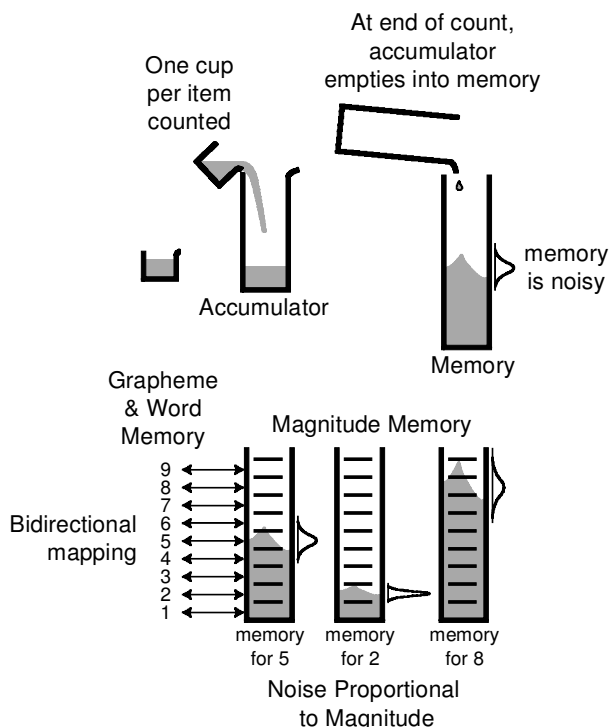 One cup
per item
counted
At end of count,
accumulator
empties into memory
Accumulator
memory
is noisy
Memory
Grapheme
& Word
Memory
Magnitude Memory
Bidirectional
mapping
9
8
7
6
5
4
3
2
1
memory
for 5
memory
for 2
memory
for 8
Noise Proportional
to Magnitude